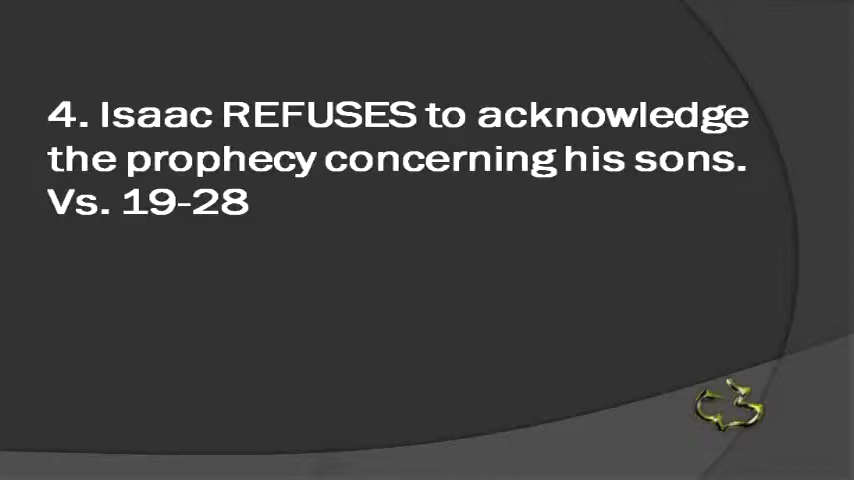 4. Isaac REFUSES to acknowledge
the prophecy concerning his sons.
Vs. 19-28